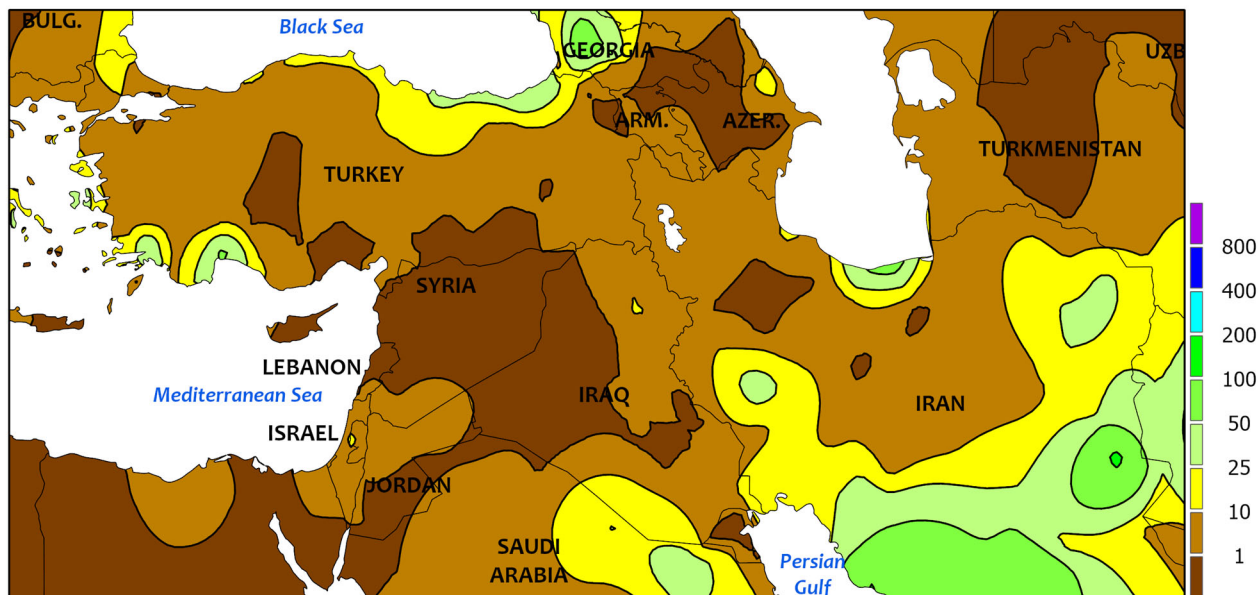 BULG.
Black Sea
GEORGIA
UZB
ARM.
AZER.
TURKMENISTAN
TURKEY
SYRIA
LEBANON
Mediterranean Sea
IRAQ
IRAN
ISRAEL
JORDAN
SAUDI
ARABIA
Persian
Gulf
800
400
200
100
50
25
10
1